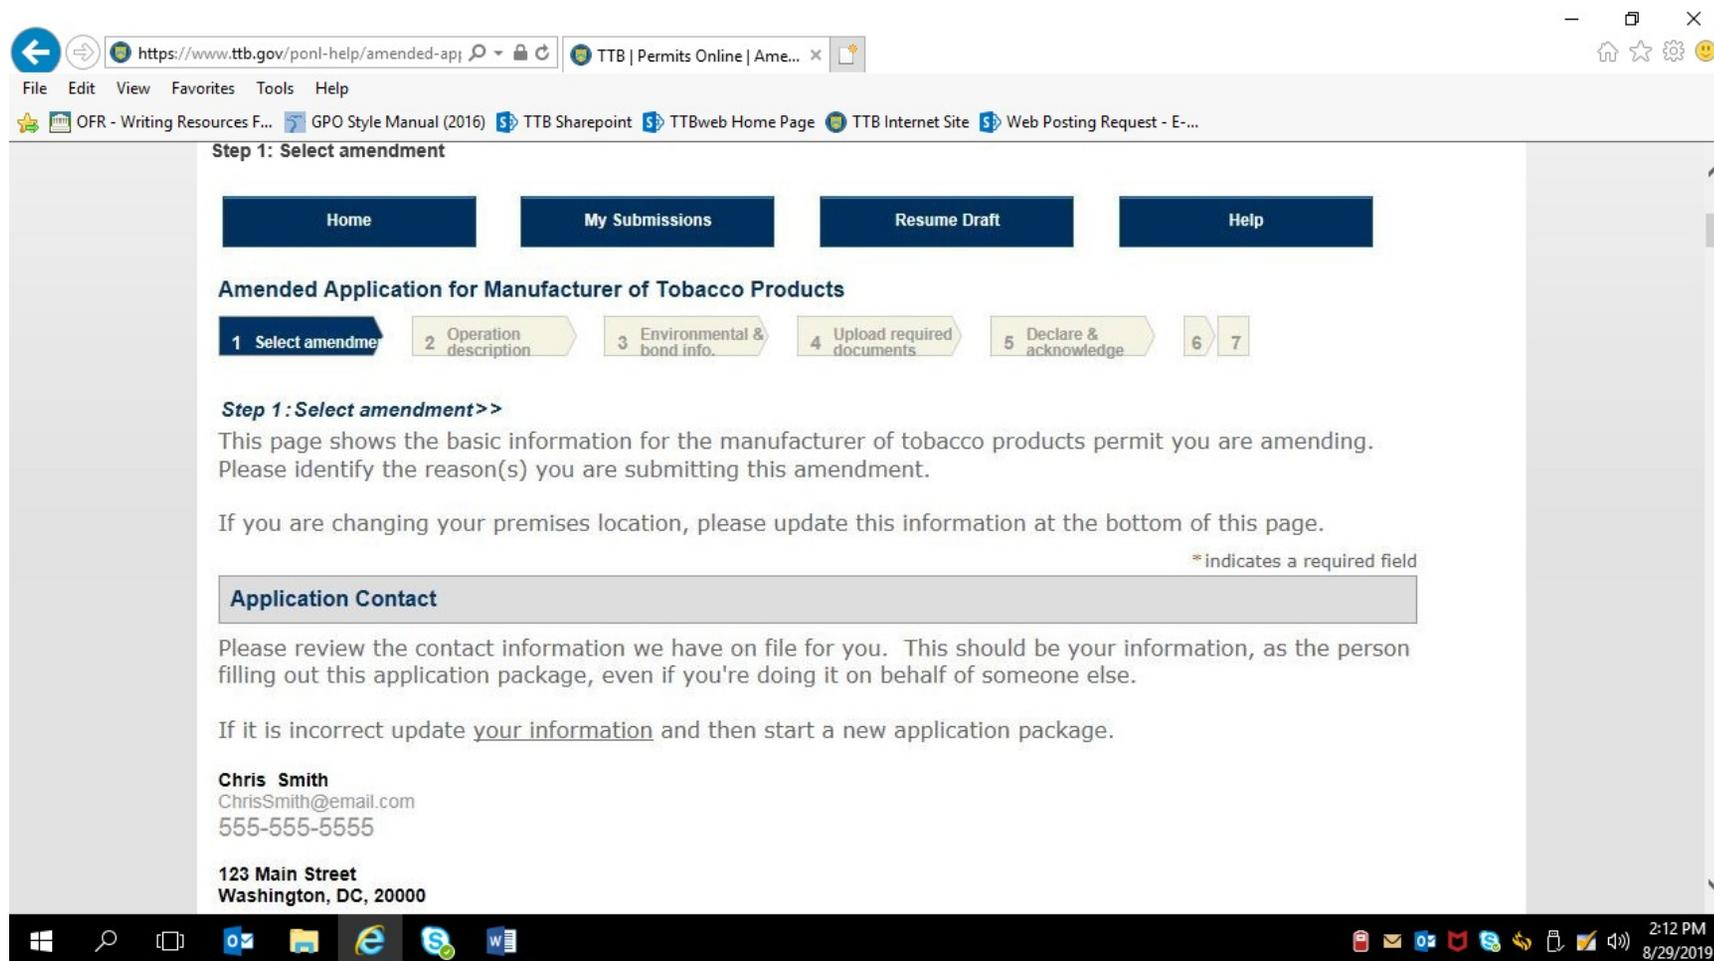 https://www.ttb.gov/ponl-help/amended-ap
TTB | Permits Online | Ame...
File Edit View Favorites Tools Help
OFR - Writing Resources F... GPO Style Manual (2016) TTB Sharepoint TTBweb Home Page TTB Internet Site Web Posting Request - E-...
Step 1: Select amendment
Home My Submissions Resume Draft Help
Amended Application for Manufacturer of Tobacco Products
1 Select amendme 2 Operation description 3 Environmental & bond info. 4 Upload required documents 5 Declare & acknowledge 6 7
Step 1: Select amendment>>
This page shows the basic information for the manufacturer of tobacco products permit you are amending.
Please identify the reason(s) you are submitting this amendment.
If you are changing your premises location, please update this information at the bottom of this page.
*indicates a required field
Application Contact
Please review the contact information we have on file for you. This should be your information, as the person
filling out this application package, even if you're doing it on behalf of someone else.
If it is incorrect update your information and then start a new application package.
Chris Smith
ChrisSmith@email.com
555-555-5555
123 Main Street
Washington, DC, 20000
2:12 PM
8/29/2019